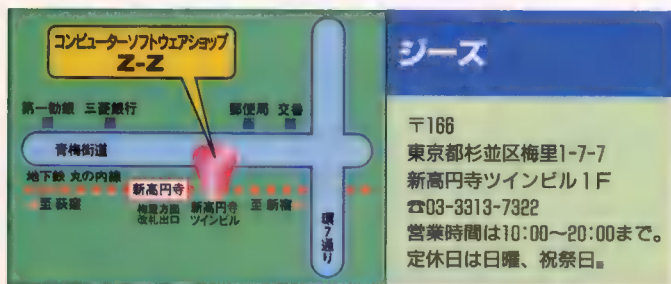 コンピューターソフトウェアショップ
Z-Z
第一勧銀 三菱銀行
郵便局 交番
青梅街道
地下鉄 丸の内線
新高円寺
至 荻窪
梅里方面
改札出口
新高円寺
ツインビル
至 新宿
環7通り
ジーズ
〒166
東京都杉並区梅里1-7-7
新高円寺ツインビル1F
☎03-3313-7322
営業時間は10:00〜20:00まで。
定休日は日曜、祝祭日。